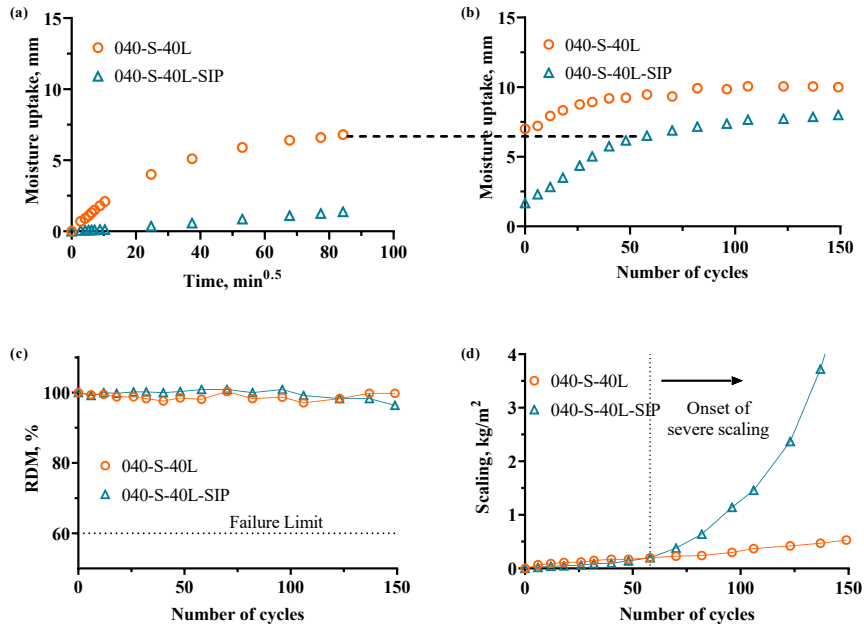 (a)
Moisture uptake, mm
15
10
5
0
040-S-40L
040-S-40L-SIP
0
20
40
60
80
100
Time, min^0.5
(b)
Moisture uptake, mm
15
10
5
0
040-S-40L
040-S-40L-SIP
0
50
100
150
Number of cycles
(c)
RDM, %
100
80
60
040-S-40L
040-S-40L-SIP
Failure Limit
0
50
100
150
Number of cycles
(d)
Scaling, kg/m²
4
3
2
1
0
040-S-40L
040-S-40L-SIP
Onset of
severe scaling
0
50
100
150
Number of cycles